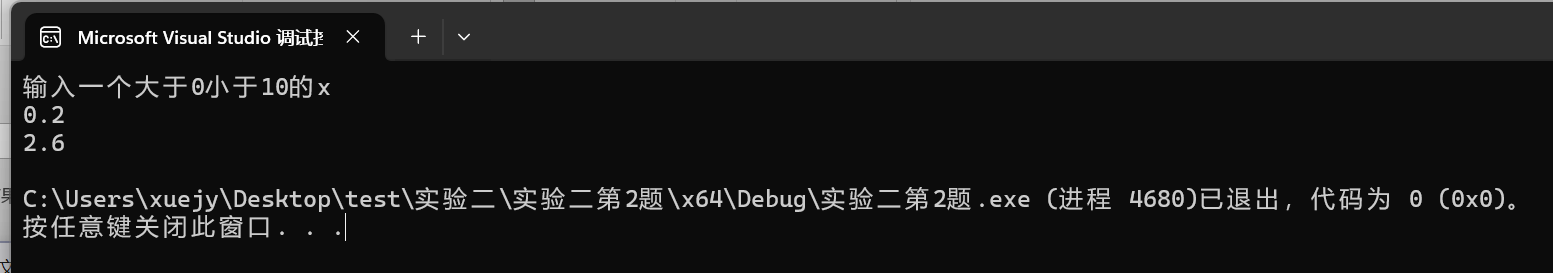 Microsoft Visual Studio 调试控
输入一个大于0小于10的x
0.2
2.6
C:\Users\xuejy\Desktop\test\实验二\实验二第2题\x64\Debug\实验二第2题.exe (进程 4680)已退出，代码为 0 (0x0)。
按任意键关闭此窗口. . .